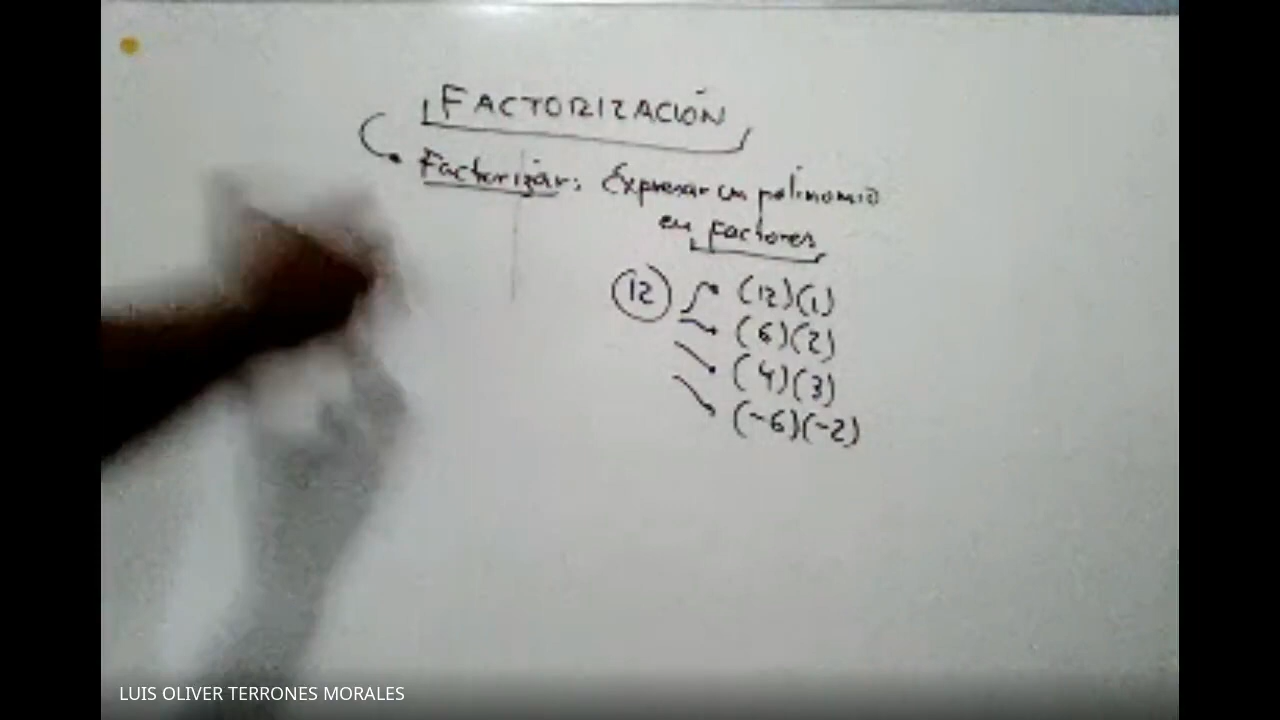 FACTORIZACIÓN
Factorizar: Expresar un polinomio
en factores
12 (12)(1)
(6)(2)
(4)(3)
(-6)(-2)
LUIS OLIVER TERRONES MORALES